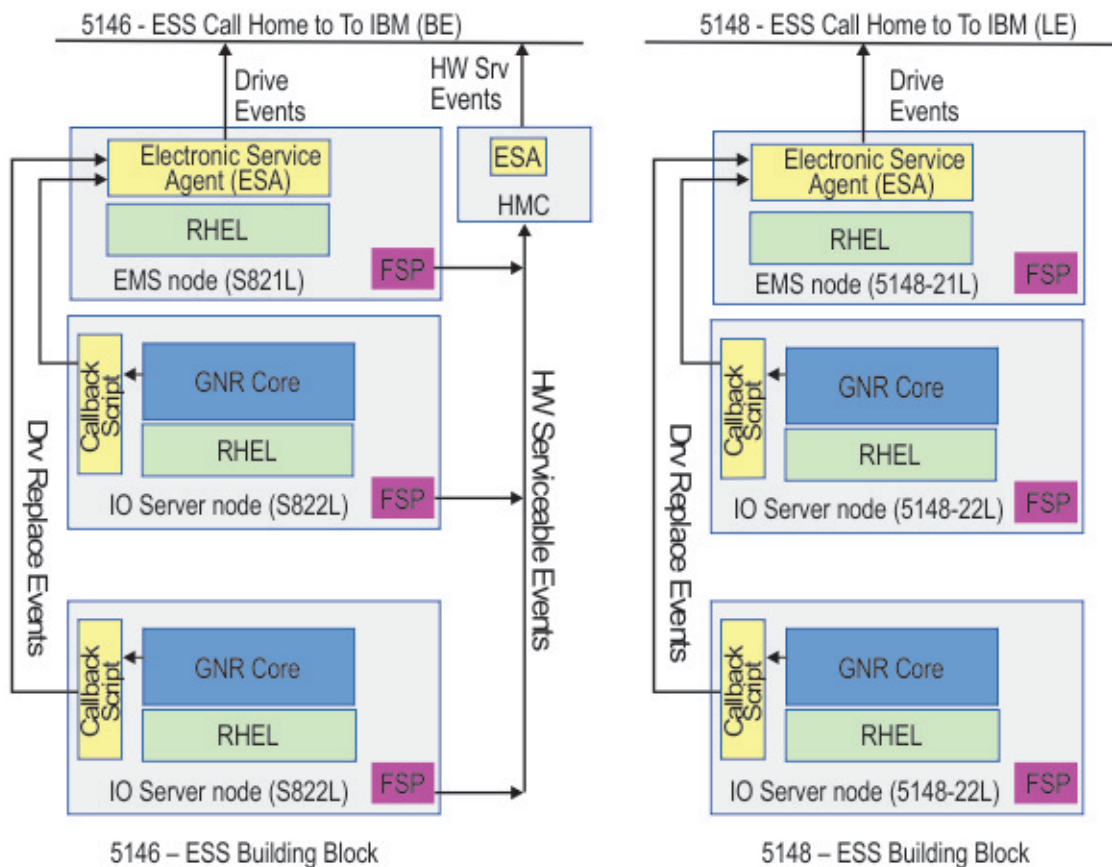 5146 - ESS Call Home to To IBM (BE)
Drive
Events
HW Srv
Events
Electronic Service
Agent (ESA)
RHEL
FSP
EMS node (S821L)
ESA
HMC
Callback
Script
GNR Core
RHEL
FSP
IO Server node (S822L)
Drv Replace Events
HW Serviceable Events
Callback
Script
GNR Core
RHEL
FSP
IO Server node (S822L)
5146 – ESS Building Block
5148 - ESS Call Home to To IBM (LE)
Drive
Events
Electronic Service
Agent (ESA)
RHEL
FSP
EMS node (5148-21L)
Callback
Script
GNR Core
RHEL
FSP
IO Server node (5148-22L)
Drv Replace Events
Callback
Script
GNR Core
RHEL
FSP
IO Server node (5148-22L)
5148 – ESS Building Block